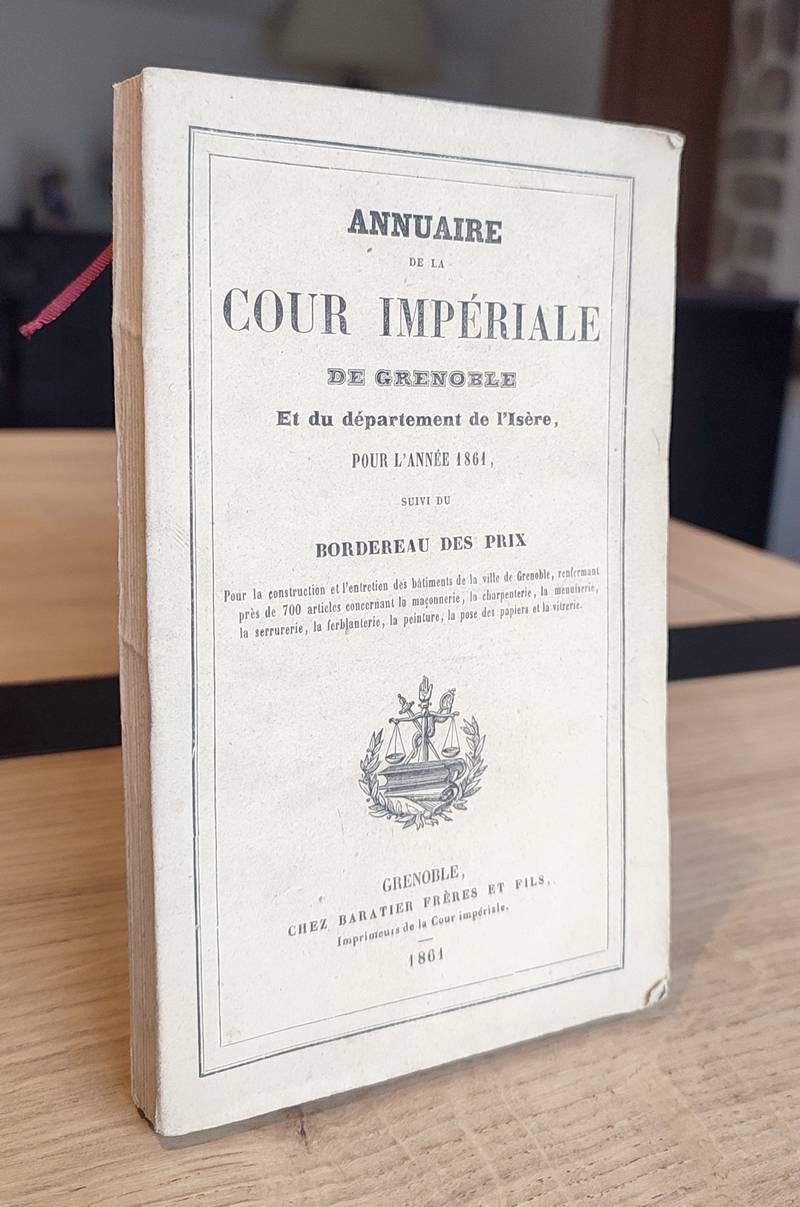 ANNUAIRE
DE LA
COUR IMPÉRIALE
DE GRENOBLE
Et du département de l'Isère,
POUR L'ANNÉE 1861,
SUIVI DU
BORDEREAU DES PRIX
Pour la construction et l'entretien des bâtiments de la ville de Grenoble, renfermant
près de 700 articles concernant la maçonnerie, la charpenterie, la menuiserie,
la serrurerie, la ferblanterie, la peinture, la pose des papiers et la vitrerie.
GRENOBLE,
CHEZ BARATIER FRÈRES ET FILS,
Imprimeurs de la Cour impériale.
1861